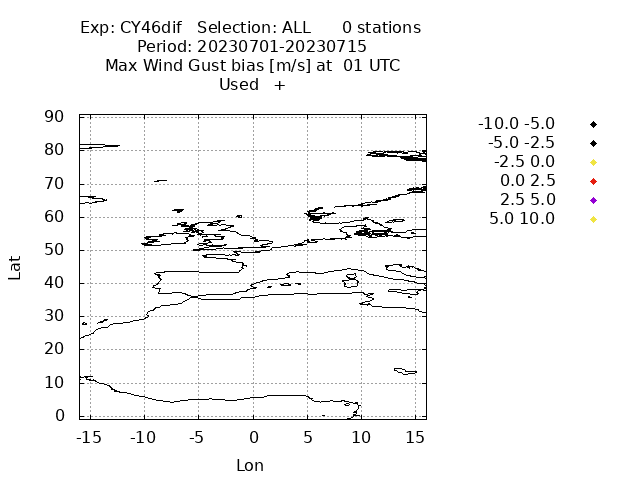 Exp: CY46dif   Selection: ALL      0 stations
Period: 20230701-20230715
Max Wind Gust bias [m/s] at  01 UTC
Used   +
-10.0 -5.0
-5.0 -2.5
-2.5 0.0
0.0 2.5
2.5 5.0
5.0 10.0
90
80
70
60
50
40
30
20
10
0
Lat
-15 -10 -5 0 5 10 15
Lon